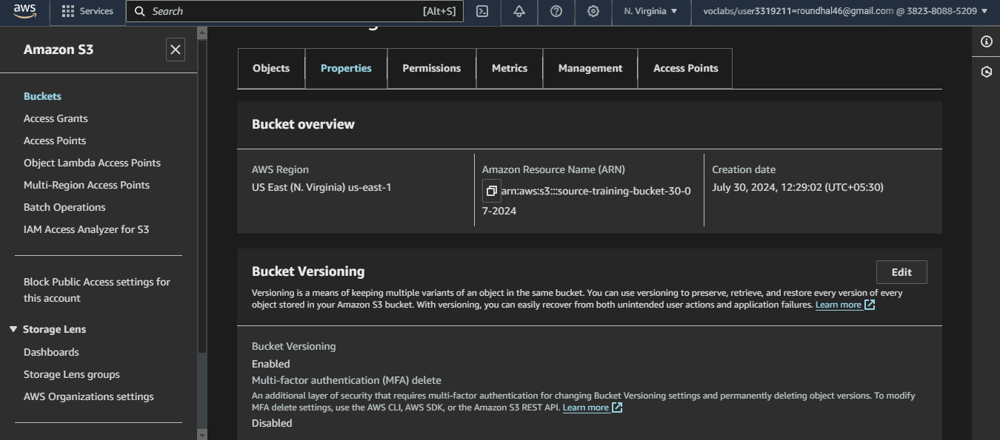 aws
Services
Search
[Alt+S]
N. Virginia
voclabs/user3319211=roundhal46@gmail.com @ 3823-8088-5209
Amazon S3
Buckets
Access Grants
Access Points
Object Lambda Access Points
Multi-Region Access Points
Batch Operations
IAM Access Analyzer for S3
Block Public Access settings for
this account
Storage Lens
Dashboards
Storage Lens groups
AWS Organizations settings
Objects
Properties
Permissions
Metrics
Management
Access Points
Bucket overview
AWS Region
US East (N. Virginia) us-east-1
Amazon Resource Name (ARN)
arn:aws:s3:::source-training-bucket-30-0
7-2024
Creation date
July 30, 2024, 12:29:02 (UTC+05:30)
Bucket Versioning
Edit
Versioning is a means of keeping multiple variants of an object in the same bucket. You can use versioning to preserve, retrieve, and restore every version of every
object stored in your Amazon S3 bucket. With versioning, you can easily recover from both unintended user actions and application failures. Learn more
Bucket Versioning
Enabled
Multi-factor authentication (MFA) delete
An additional layer of security that requires multi-factor authentication for changing Bucket Versioning settings and permanently deleting object versions. To modify
MFA delete settings, use the AWS CLI, AWS SDK, or the Amazon S3 REST API. Learn more
Disabled